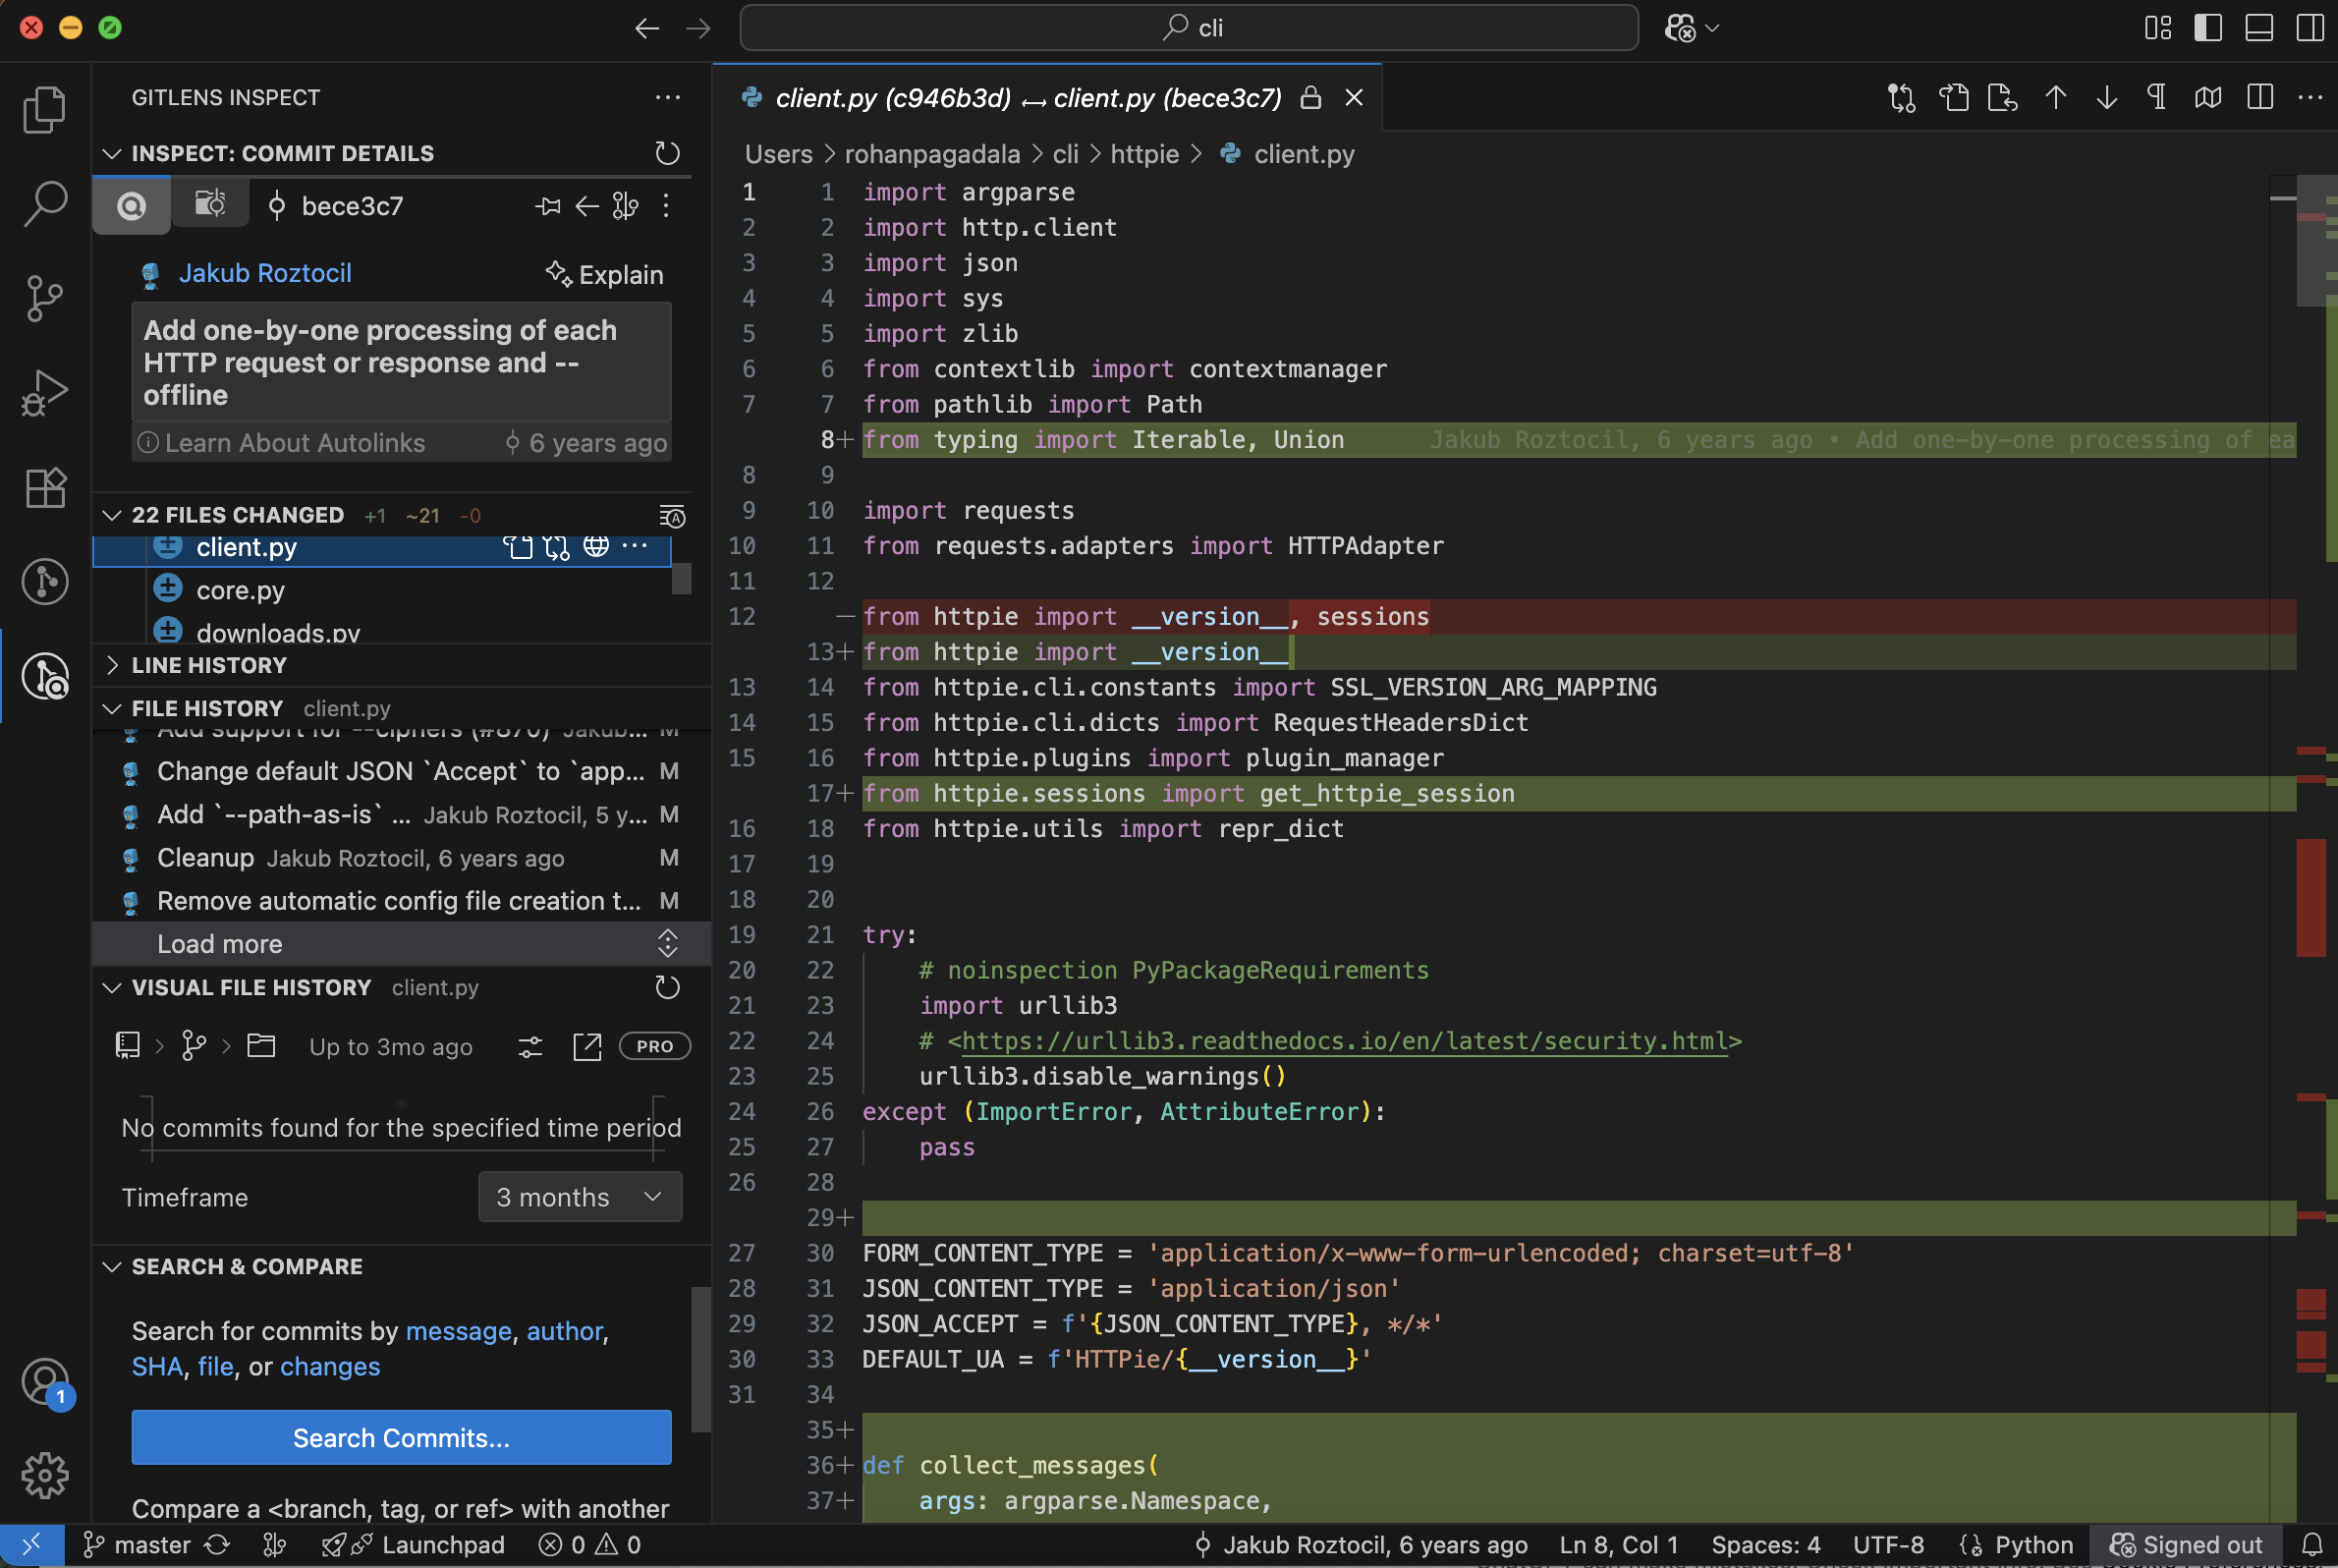 cli
GITLENS INSPECT
INSPECT: COMMIT DETAILS
bece3c7
Jakub Roztocil
Explain
Add one-by-one processing of each
HTTP request or response and --
offline
Learn About Autolinks 6 years ago
22 FILES CHANGED +1 ~21 -0
client.py
core.py
downloads.py
LINE HISTORY
FILE HISTORY client.py
Add support for --ciphers (#870) Jakub... M
Change default JSON `Accept` to `app... M
Add `--path-as-is` ... Jakub Roztocil, 5 y... M
Cleanup Jakub Roztocil, 6 years ago M
Remove automatic config file creation t... M
Load more
VISUAL FILE HISTORY client.py
Up to 3mo ago PRO
No commits found for the specified time period
Timeframe 3 months
SEARCH & COMPARE
Search for commits by message, author,
SHA, file, or changes
Search Commits...
Compare a <branch, tag, or ref> with another
1
client.py (c946b3d) ↔ client.py (bece3c7)
Users > rohanpagadala > cli > httpie > client.py
1 1 import argparse
2 2 import http.client
3 3 import json
4 4 import sys
5 5 import zlib
6 6 from contextlib import contextmanager
7 7 from pathlib import Path
8+ from typing import Iterable, Union Jakub Roztocil, 6 years ago • Add one-by-one processing of ea
8 9
9 10 import requests
10 11 from requests.adapters import HTTPAdapter
11 12
12 — from httpie import __version__, sessions
13+ from httpie import __version__
13 14 from httpie.cli.constants import SSL_VERSION_ARG_MAPPING
14 15 from httpie.cli.dicts import RequestHeadersDict
15 16 from httpie.plugins import plugin_manager
17+ from httpie.sessions import get_httpie_session
16 18 from httpie.utils import repr_dict
17 19
18 20
19 21 try:
20 22 # noinspection PyPackageRequirements
21 23 import urllib3
22 24 # <https://urllib3.readthedocs.io/en/latest/security.html>
23 25 urllib3.disable_warnings()
24 26 except (ImportError, AttributeError):
25 27 pass
26 28
29+
27 30 FORM_CONTENT_TYPE = 'application/x-www-form-urlencoded; charset=utf-8'
28 31 JSON_CONTENT_TYPE = 'application/json'
29 32 JSON_ACCEPT = f'{JSON_CONTENT_TYPE}, */*'
30 33 DEFAULT_UA = f'HTTPie/{__version__}'
31 34
35+
36+ def collect_messages(
37+ args: argparse.Namespace,
master Launchpad 0 0
Jakub Roztocil, 6 years ago Ln 8, Col 1 Spaces: 4 UTF-8 Python Signed out